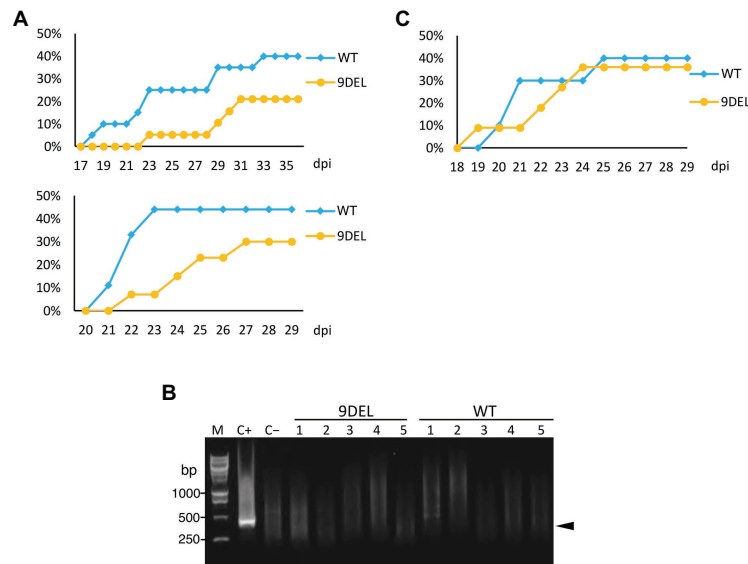 A
50%
40%
30%
20%
10%
0%
WT
9DEL
17 19 21 23 25 27 29 31 33 35 dpi
50%
40%
30%
20%
10%
0%
WT
9DEL
20 21 22 23 24 25 26 27 28 29 dpi
C
50%
40%
30%
20%
10%
0%
WT
9DEL
18 19 20 21 22 23 24 25 26 27 28 29 dpi
B
9DEL WT
M C+ C− 1 2 3 4 5 1 2 3 4 5
bp
1000
500
250